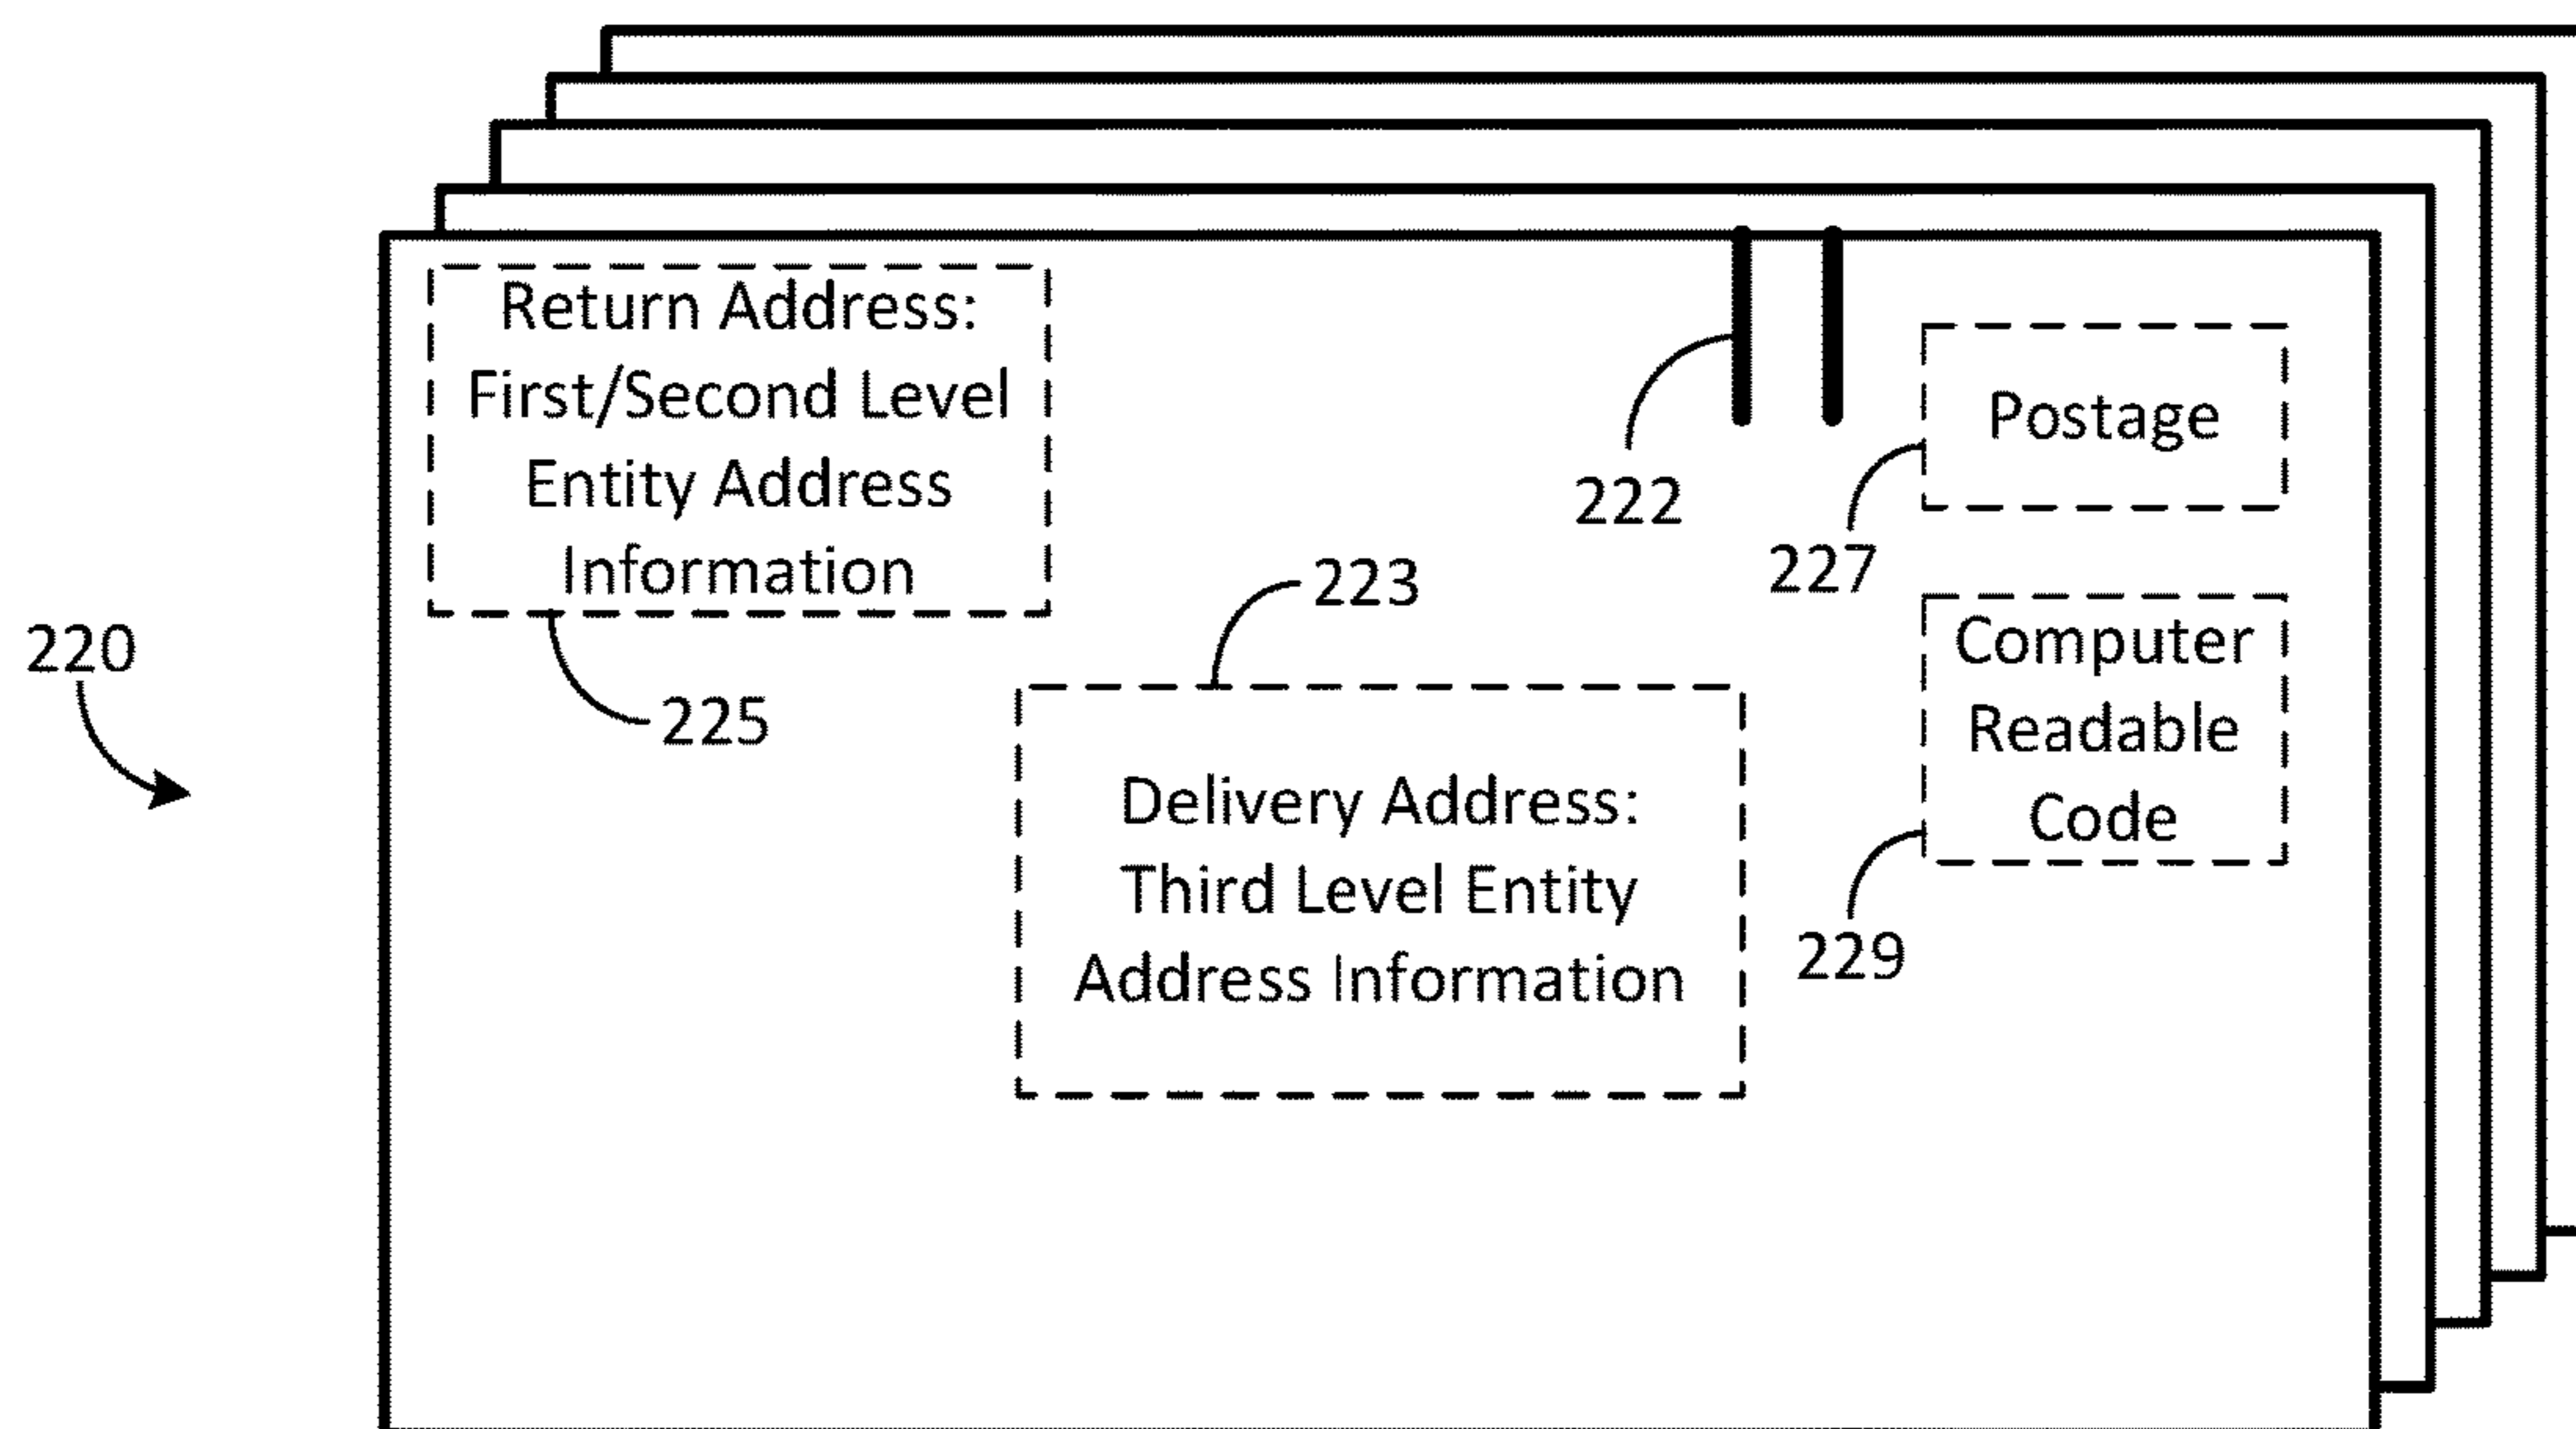 Return Address:
First/Second Level
Entity Address
Information
Postage
222
227
223
Computer
Readable
Code
220
225
Delivery Address:
Third Level Entity
Address Information
229